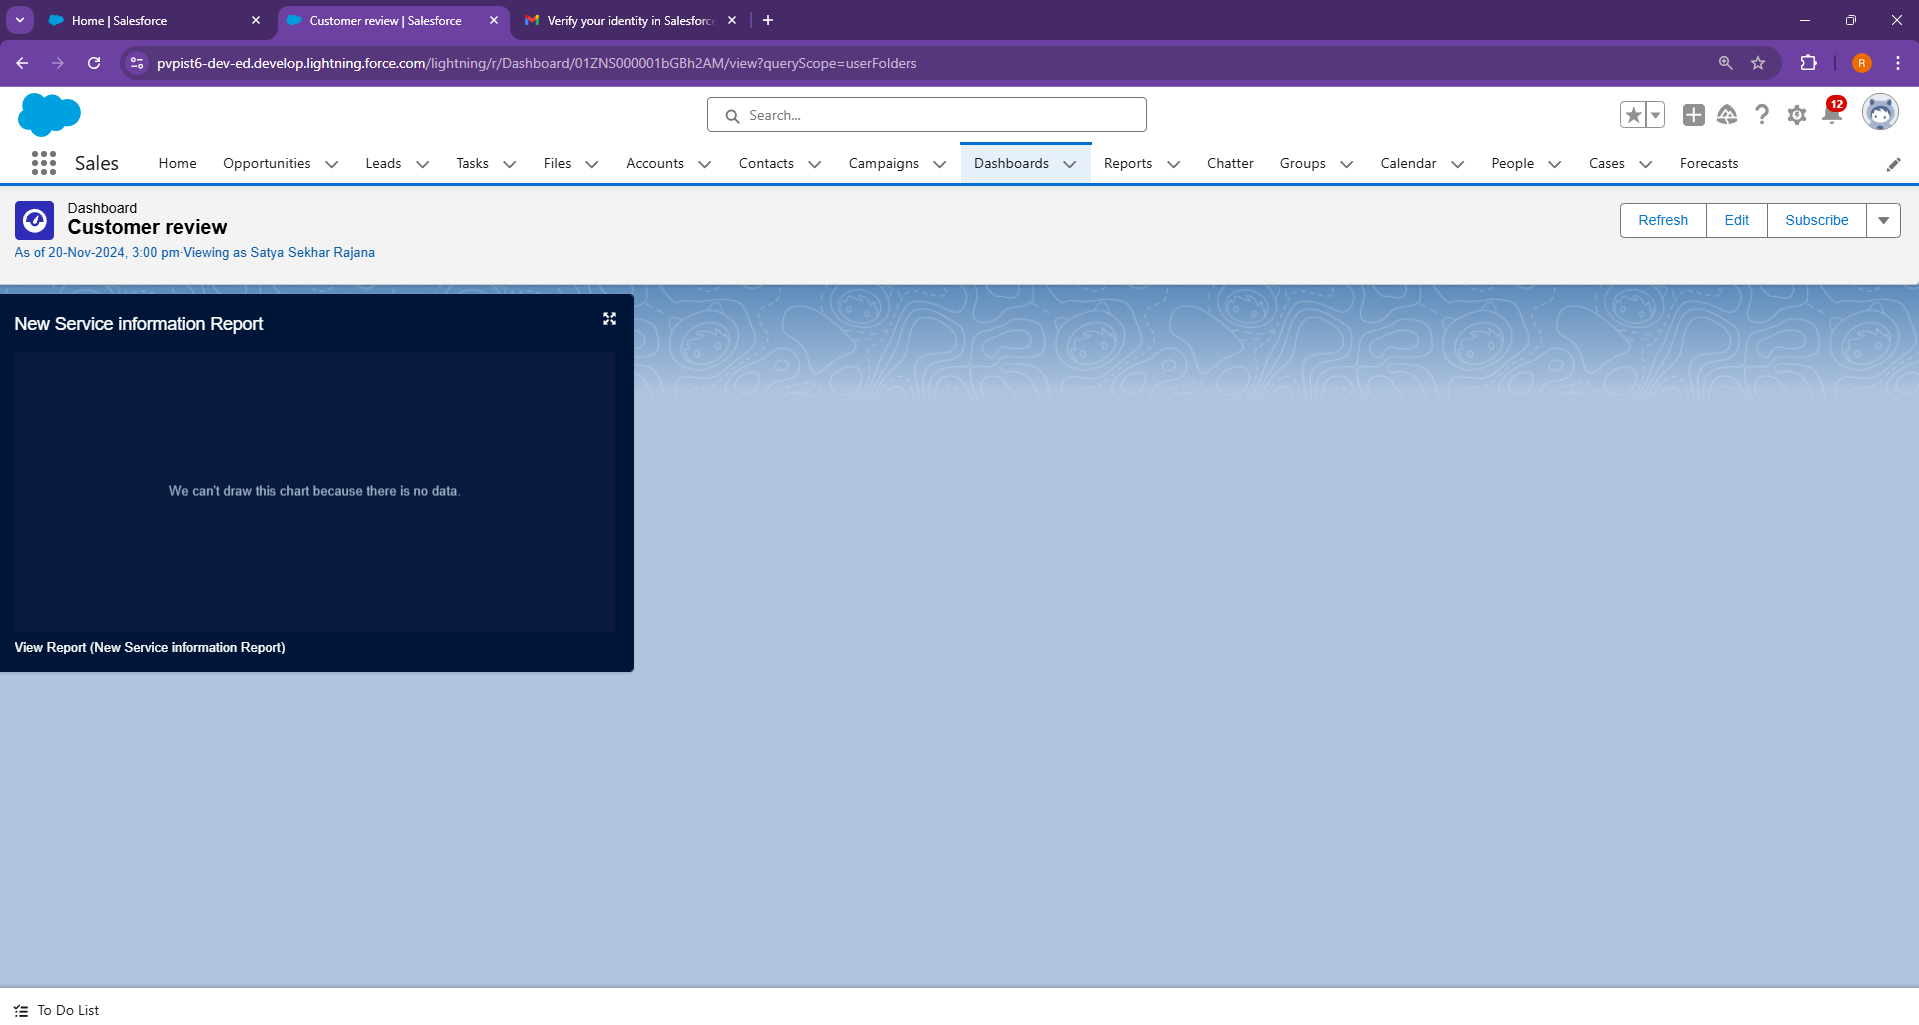 Home | Salesforce
Customer review | Salesforce
Verify your identity in Salesforc
pvpist6-dev-ed.develop.lightning.force.com/lightning/r/Dashboard/01ZNS000001bGBh2AM/view?queryScope=userFolders
R
Search...
12
Sales
Home
Opportunities
Leads
Tasks
Files
Accounts
Contacts
Campaigns
Dashboards
Reports
Chatter
Groups
Calendar
People
Cases
Forecasts
Dashboard
Customer review
As of 20-Nov-2024, 3:00 pm·Viewing as Satya Sekhar Rajana
Refresh
Edit
Subscribe
New Service information Report
We can't draw this chart because there is no data.
View Report (New Service information Report)
To Do List